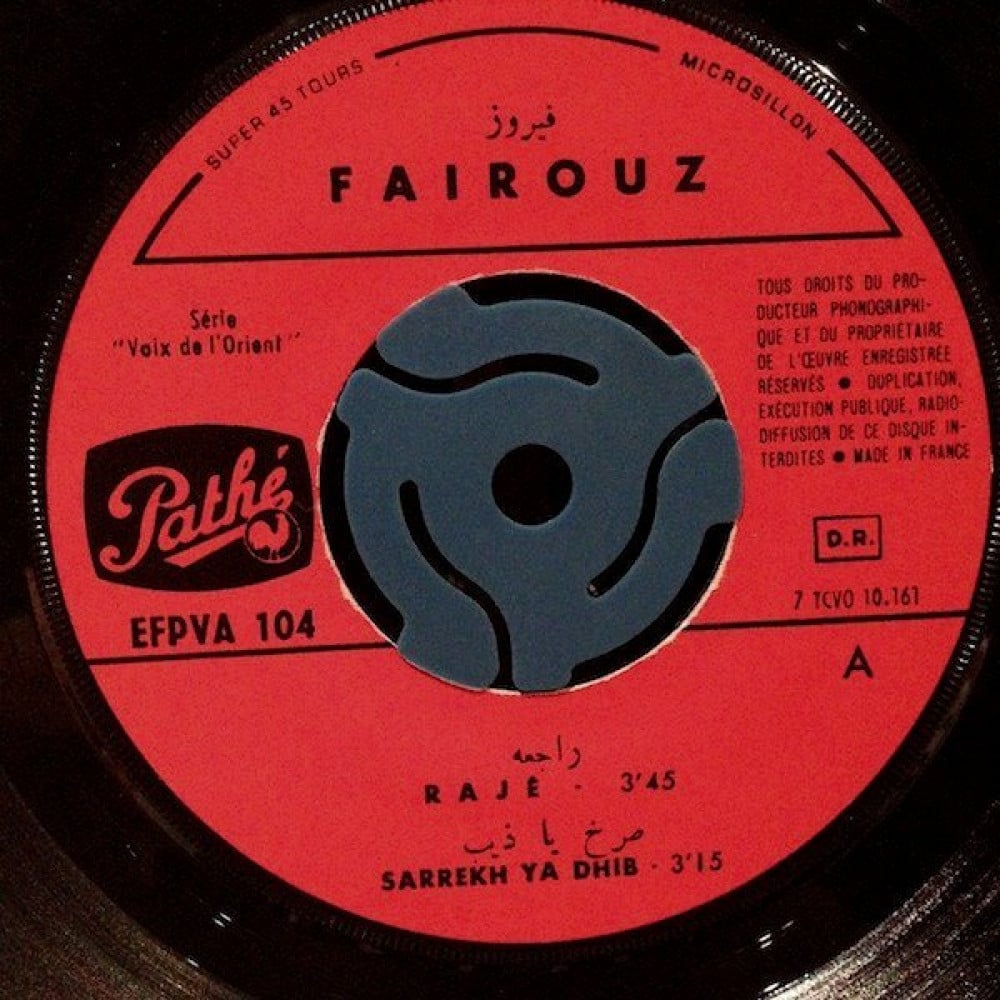 SUPER 45 TOURS
MICROSILLON
فيروز
FAIROUZ
Série
"Voix de l'Orient"
TOUS DROITS DU PRO-
DUCTEUR PHONOGRAPHI-
QUE ET DU PROPRIÉTAIRE
DE L'ŒUVRE ENREGISTRÉE
RÉSERVÉS ● DUPLICATION,
EXÉCUTION PUBLIQUE, RADIO-
DIFFUSION DE CE DISQUE IN-
TERDITES ● MADE IN FRANCE
Pathé
D.R.
EFPVA 104
7 TCVO 10.161
A
راجعه
RAJÊ - 3'45
صرخ يا ذيب
SARREKH YA DHIB - 3'15